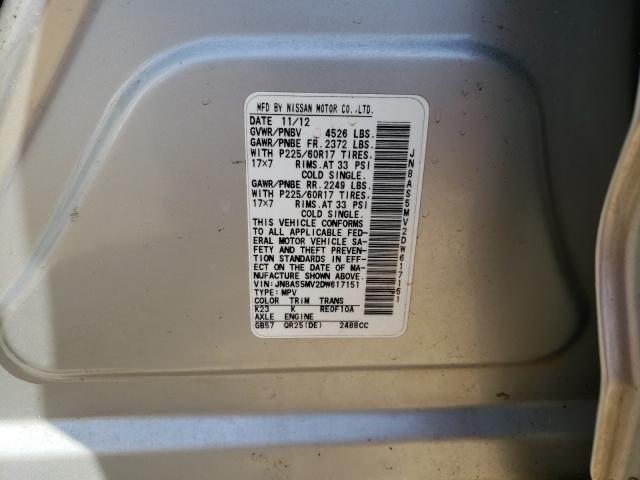 MFD BY NISSAN MOTOR CO.,LTD.
DATE 11/12
GVWR/PNBV 4526 LBS.
GAWR/PNBE FR. 2372 LBS.
WITH P225/60R17 TIRES,
17×7 RIMS.AT 33 PSI
COLD SINGLE.
GAWR/PNBE RR. 2249 LBS.
WITH P225/60R17 TIRES,
17×7 RIMS.AT 33 PSI
COLD SINGLE.
THIS VEHICLE CONFORMS
TO ALL APPLICABLE FED-
ERAL MOTOR VEHICLE SA-
FETY AND THEFT PREVEN-
TION STANDARDS IN EFF-
ECT ON THE DATE OF MA-
NUFACTURE SHOWN ABOVE.
VIN:JN8AS5MV2DW617151
TYPE:MPV
COLOR TRIM TRANS
K23 K RE0F10A
AXLE ENGINE
GB57 QR25(DE) 2488CC
JN8AS5MV2DW617151